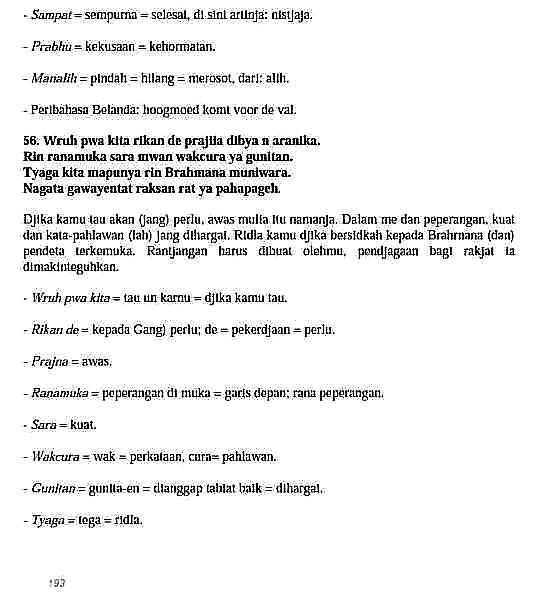 - Sampat = sempurna = selesai, di sini artinja: nistjaja.
- Prabhu = kekusaan = kehormatan.
- Manalih = pindah = hilang = merosot, dari: alih.
- Peribahasa Belanda: hoogmoed komt voor de val.
56. Wruh pwa kita rikan de prajna dibya n aranika.
Rin ranamuka sara mwan wakcura ya gunitan.
Tyaga kita mapunya rin Brahmana muniwara.
Nagata gawayentat raksan rat ya pahapageh.
Djika kamu tau akan (jang) perlu, awas mulia itu namanja. Dalam me dan peperangan, kuat
dan kata-pahlawan (lah) jang dihargai. Ridla kamu djika bersidkah kepada Brahrnana (dan)
pendeta terkemuka. Rantjangan harus dibuat olehmu, pendjagaan bagi rakjat ia
dimakinteguhkan.
- Wruh pwa kita = tau un karnu = djika kamu tau.
- Rikan de = kepada Gang) perlu; de = pekerdjaan = perlu.
- Prajna = awas.
- Ranamuka = peperangan di muka = garis depan; rana peperangan.
- Sara = kuat.
- Wakcura = wak = perkataan, cura= pahlawan.
- Gunitan = gunita-en = dianggap tabiat baik = dihargai.
- Tyaga = tega = ridla.
193